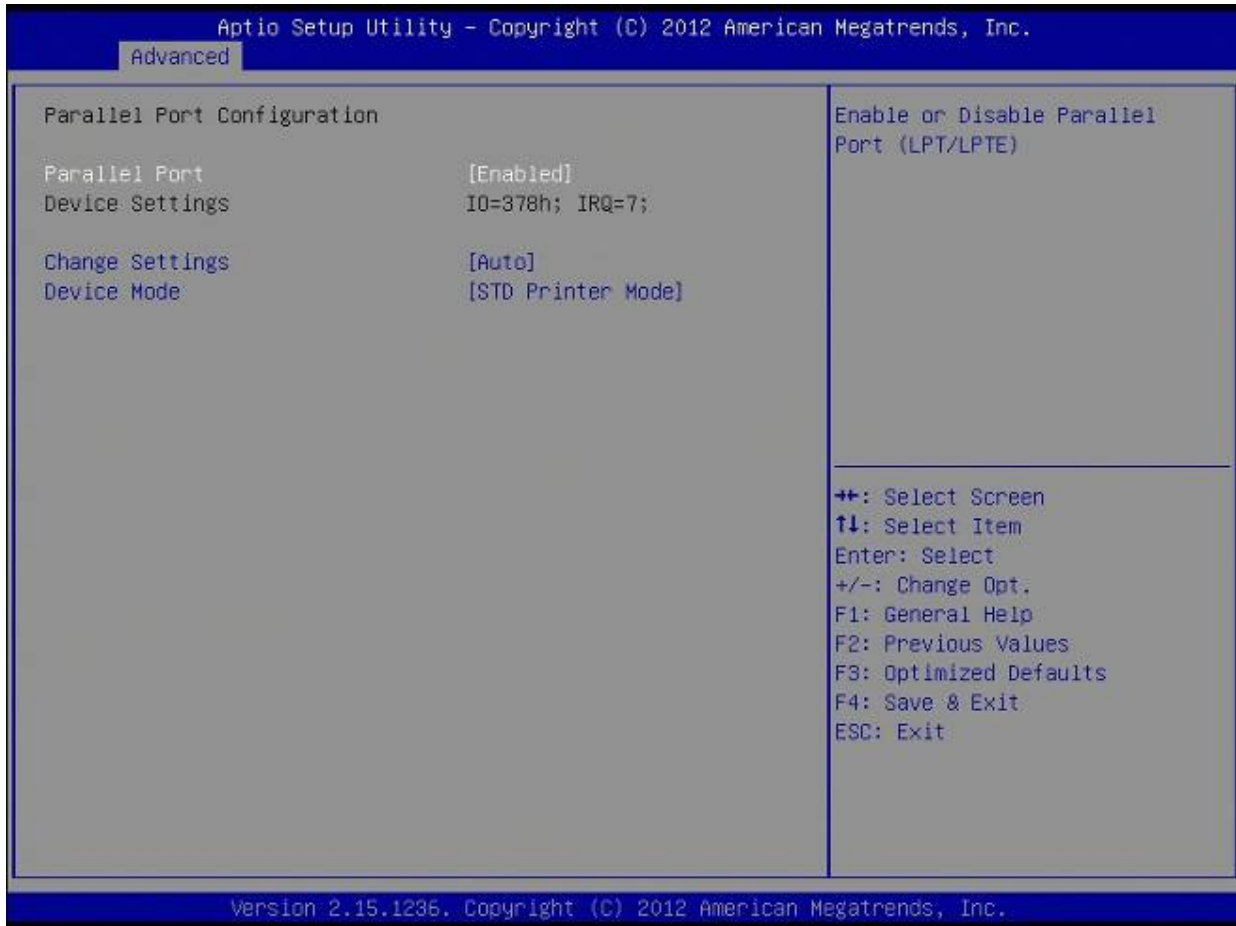 Aptio Setup Utility – Copyright (C) 2012 American Megatrends, Inc.
Advanced
Parallel Port Configuration
Parallel Port [Enabled]
Device Settings IO=378h; IRQ=7;
Change Settings [Auto]
Device Mode [STD Printer Mode]
Enable or Disable Parallel
Port (LPT/LPTE)
→←: Select Screen
↑↓: Select Item
Enter: Select
+/-: Change Opt.
F1: General Help
F2: Previous Values
F3: Optimized Defaults
F4: Save & Exit
ESC: Exit
Version 2.15.1236. Copyright (C) 2012 American Megatrends, Inc.